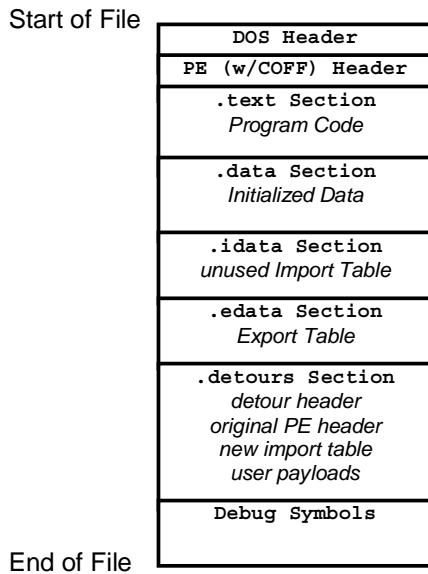 Start of File
DOS Header
PE (w/COFF) Header
.text Section
Program Code
.data Section
Initialized Data
.idata Section
unused Import Table
.edata Section
Export Table
.detours Section
detour header
original PE header
new import table
user payloads
Debug Symbols
End of File